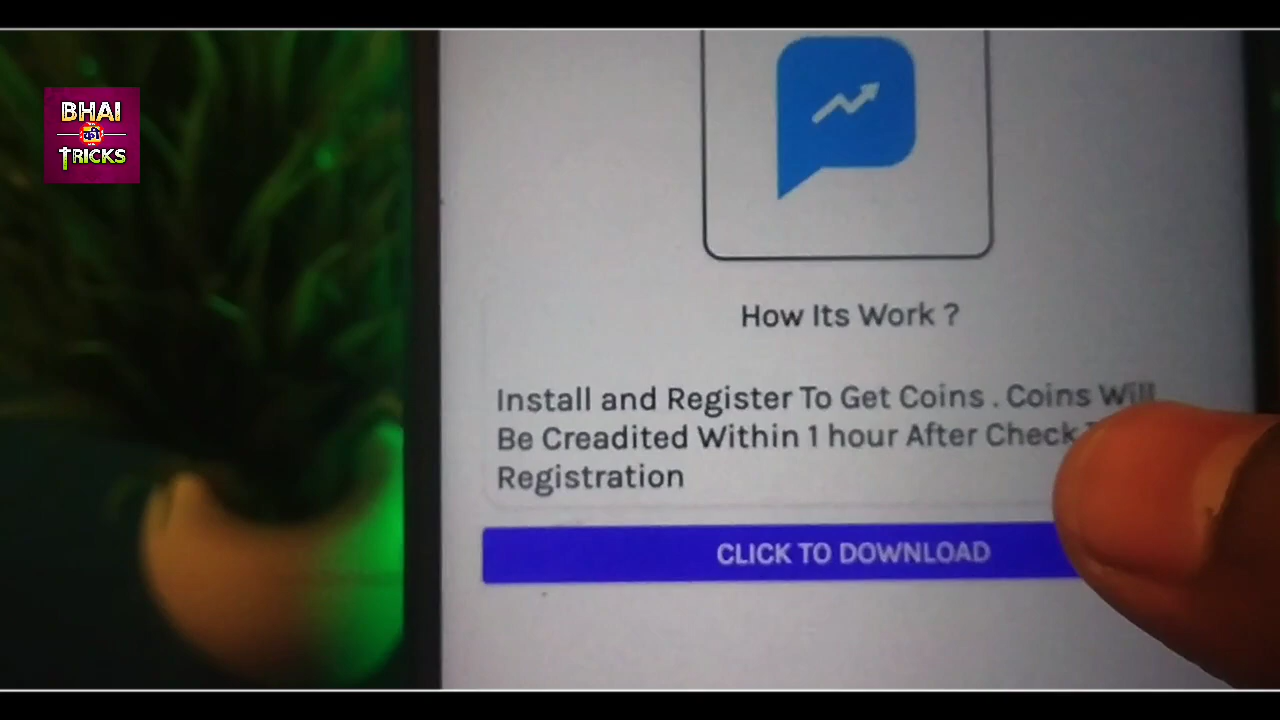 BHAI
की
TRICKS
How Its Work ?
Install and Register To Get Coins . Coins Will
Be Creadited Within 1 hour After Check
Registration
CLICK TO DOWNLOAD